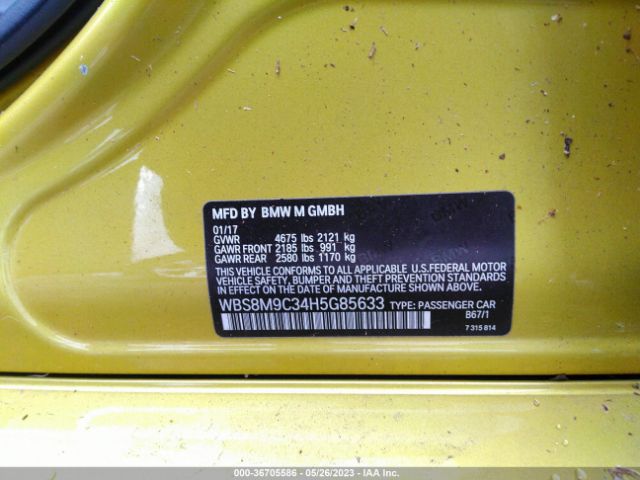 MFD BY BMW M GMBH
01/17
GVWR 4675 lbs 2121 kg
GAWR FRONT 2185 lbs 991 kg
GAWR REAR 2580 lbs 1170 kg
THIS VEHICLE CONFORMS TO ALL APPLICABLE U.S.FEDERAL MOTOR
VEHICLE SAFETY, BUMPER AND THEFT PREVENTION STANDARDS
IN EFFECT ON THE DATE OF MANUFACTURE SHOWN ABOVE.
WBS8M9C34H5G85633 TYPE: PASSENGER CAR
B67/1
7 315 814
000-36705586 - 05/26/2023 - IAA Inc.